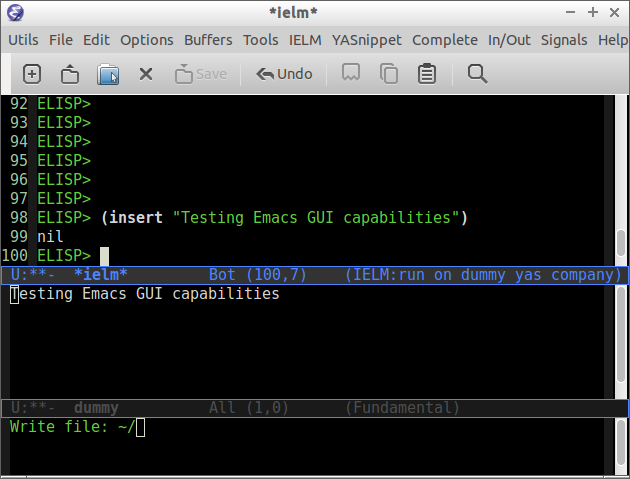 *ielm*
Utils File Edit Options Buffers Tools IELM YASnippet Complete In/Out Signals Help
Save Undo
92 ELISP>
93 ELISP>
94 ELISP>
95 ELISP>
96 ELISP>
97 ELISP>
98 ELISP> (insert "Testing Emacs GUI capabilities")
99 nil
100 ELISP>
U:**- *ielm* Bot (100,7) (IELM:run on dummy yas company)
Testing Emacs GUI capabilities
U:**- dummy All (1,0) (Fundamental)
Write file: ~/